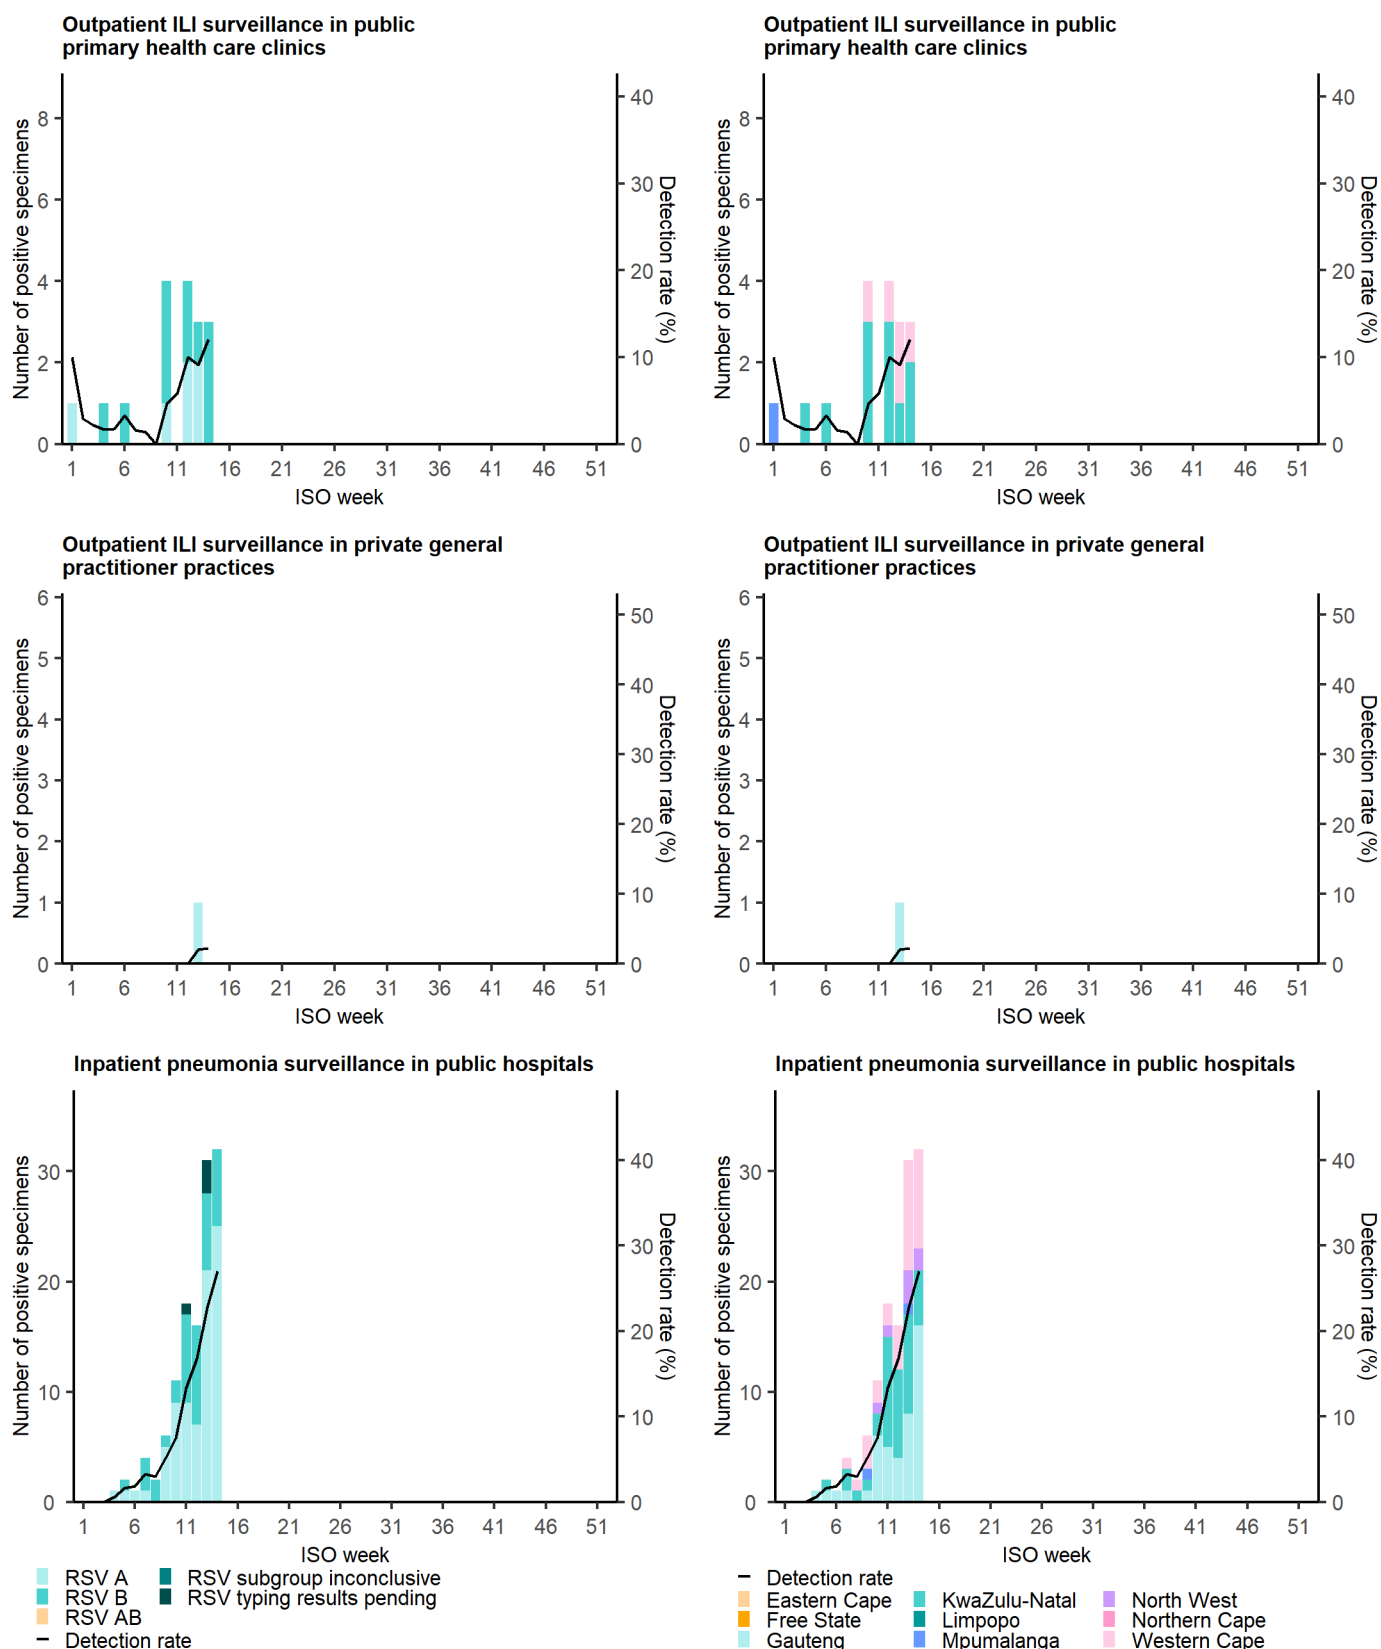 Outpatient ILI surveillance in public
primary health care clinics
Number of positive specimens
8
6
4
2
0
40
30
20
10
0
Detection rate (%)
1 6 11 16 21 26 31 36 41 46 51
ISO week
Outpatient ILI surveillance in public
primary health care clinics
Number of positive specimens
8
6
4
2
0
40
30
20
10
0
Detection rate (%)
1 6 11 16 21 26 31 36 41 46 51
ISO week
Outpatient ILI surveillance in private general
practitioner practices
Number of positive specimens
6
5
4
3
2
1
0
50
40
30
20
10
0
Detection rate (%)
1 6 11 16 21 26 31 36 41 46 51
ISO week
Outpatient ILI surveillance in private general
practitioner practices
Number of positive specimens
6
5
4
3
2
1
0
50
40
30
20
10
0
Detection rate (%)
1 6 11 16 21 26 31 36 41 46 51
ISO week
Inpatient pneumonia surveillance in public hospitals
Number of positive specimens
30
20
10
0
40
30
20
10
0
Detection rate (%)
1 6 11 16 21 26 31 36 41 46 51
ISO week
RSV A RSV subgroup inconclusive
RSV B RSV typing results pending
RSV AB
Detection rate
Inpatient pneumonia surveillance in public hospitals
Number of positive specimens
30
20
10
0
40
30
20
10
0
Detection rate (%)
1 6 11 16 21 26 31 36 41 46 51
ISO week
Detection rate
Eastern Cape KwaZulu-Natal North West
Free State Limpopo Northern Cape
Gauteng Mpumalanga Western Cape